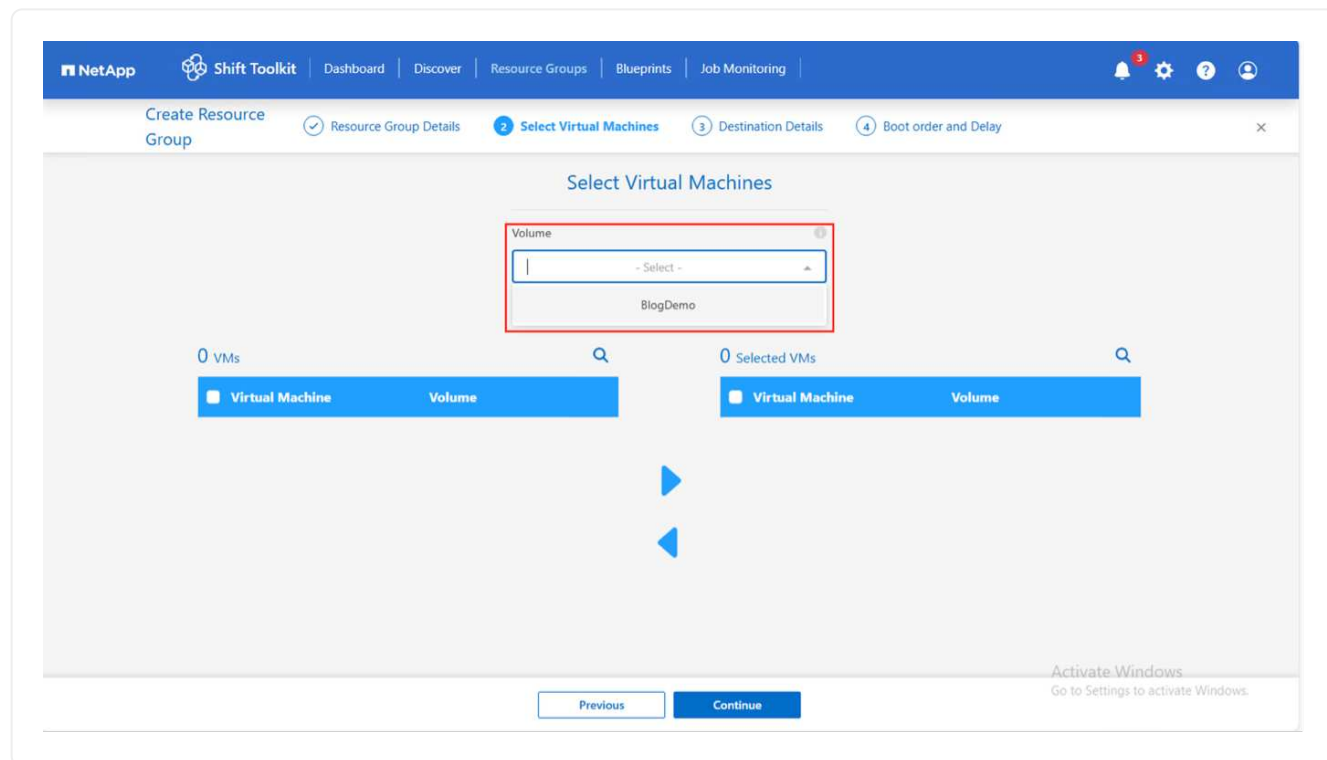 NetApp Shift Toolkit Dashboard Discover Resource Groups Blueprints Job Monitoring 3 ?
Create Resource
Group
Resource Group Details 2 Select Virtual Machines 3 Destination Details 4 Boot order and Delay
Select Virtual Machines
Volume
- Select -
BlogDemo
0 VMs 0 Selected VMs
Virtual Machine Volume Virtual Machine Volume
Activate Windows
Go to Settings to activate Windows.
Previous Continue